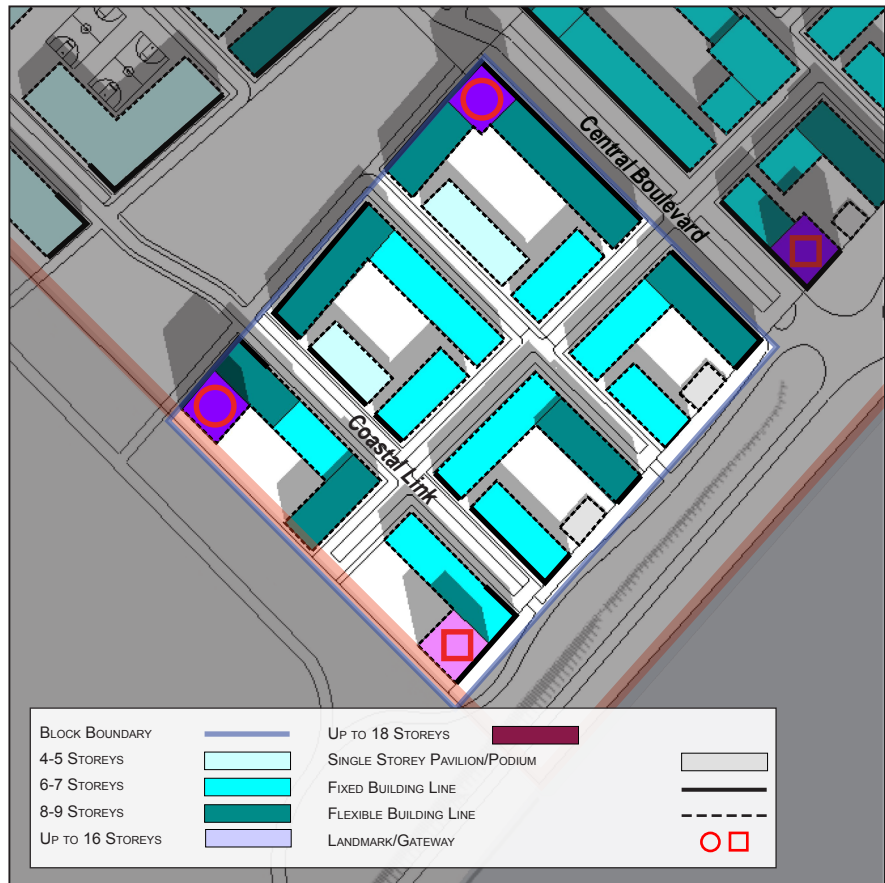 Central Boulevard
Coastal Link
BLOCK BOUNDARY
4-5 STOREYS
6-7 STOREYS
8-9 STOREYS
UP TO 16 STOREYS
UP TO 18 STOREYS
SINGLE STOREY PAVILION/PODIUM
FIXED BUILDING LINE
FLEXIBLE BUILDING LINE
LANDMARK/GATEWAY